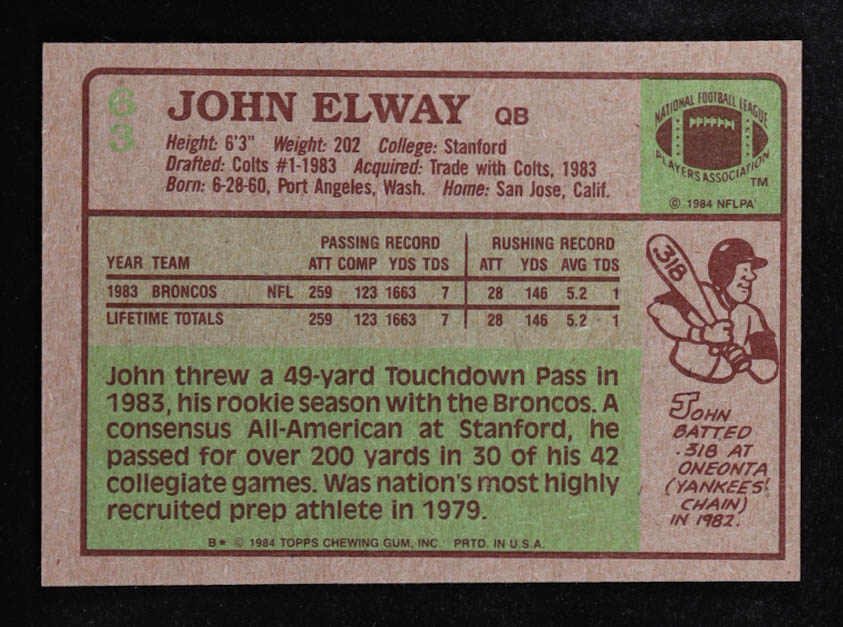 63
JOHN ELWAY QB
Height: 6'3" Weight: 202 College: Stanford
Drafted: Colts #1-1983 Acquired: Trade with Colts, 1983
Born: 6-28-60, Port Angeles, Wash. Home: San Jose, Calif.
NATIONAL FOOTBALL LEAGUE
PLAYERS ASSOCIATION
TM
© 1984 NFLPA
PASSING RECORD RUSHING RECORD
YEAR TEAM ATT COMP YDS TDS ATT YDS AVG TDS
1983 BRONCOS NFL 259 123 1663 7 28 146 5.2 1
LIFETIME TOTALS 259 123 1663 7 28 146 5.2 1
John threw a 49-yard Touchdown Pass in
1983, his rookie season with the Broncos. A
consensus All-American at Stanford, he
passed for over 200 yards in 30 of his 42
collegiate games. Was nation's most highly
recruited prep athlete in 1979.
.318
JOHN
BATTED
.318 AT
ONEONTA
(YANKEES'
CHAIN)
IN 1982.
B* © 1984 TOPPS CHEWING GUM, INC. PRTD. IN U.S.A.